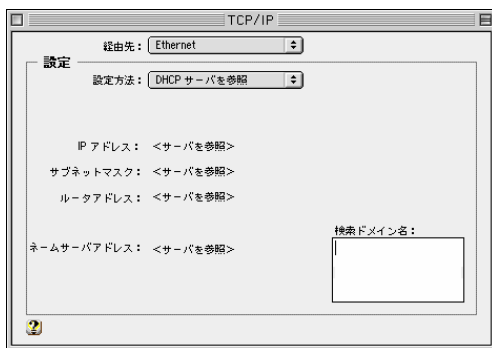 TCP/IP
経由先： Ethernet
設定
設定方法： DHCP サーバを参照
IP アドレス： <サーバを参照>
サブネットマスク： <サーバを参照>
ルータアドレス： <サーバを参照>
検索ドメイン名：
ネームサーバアドレス： <サーバを参照>
?